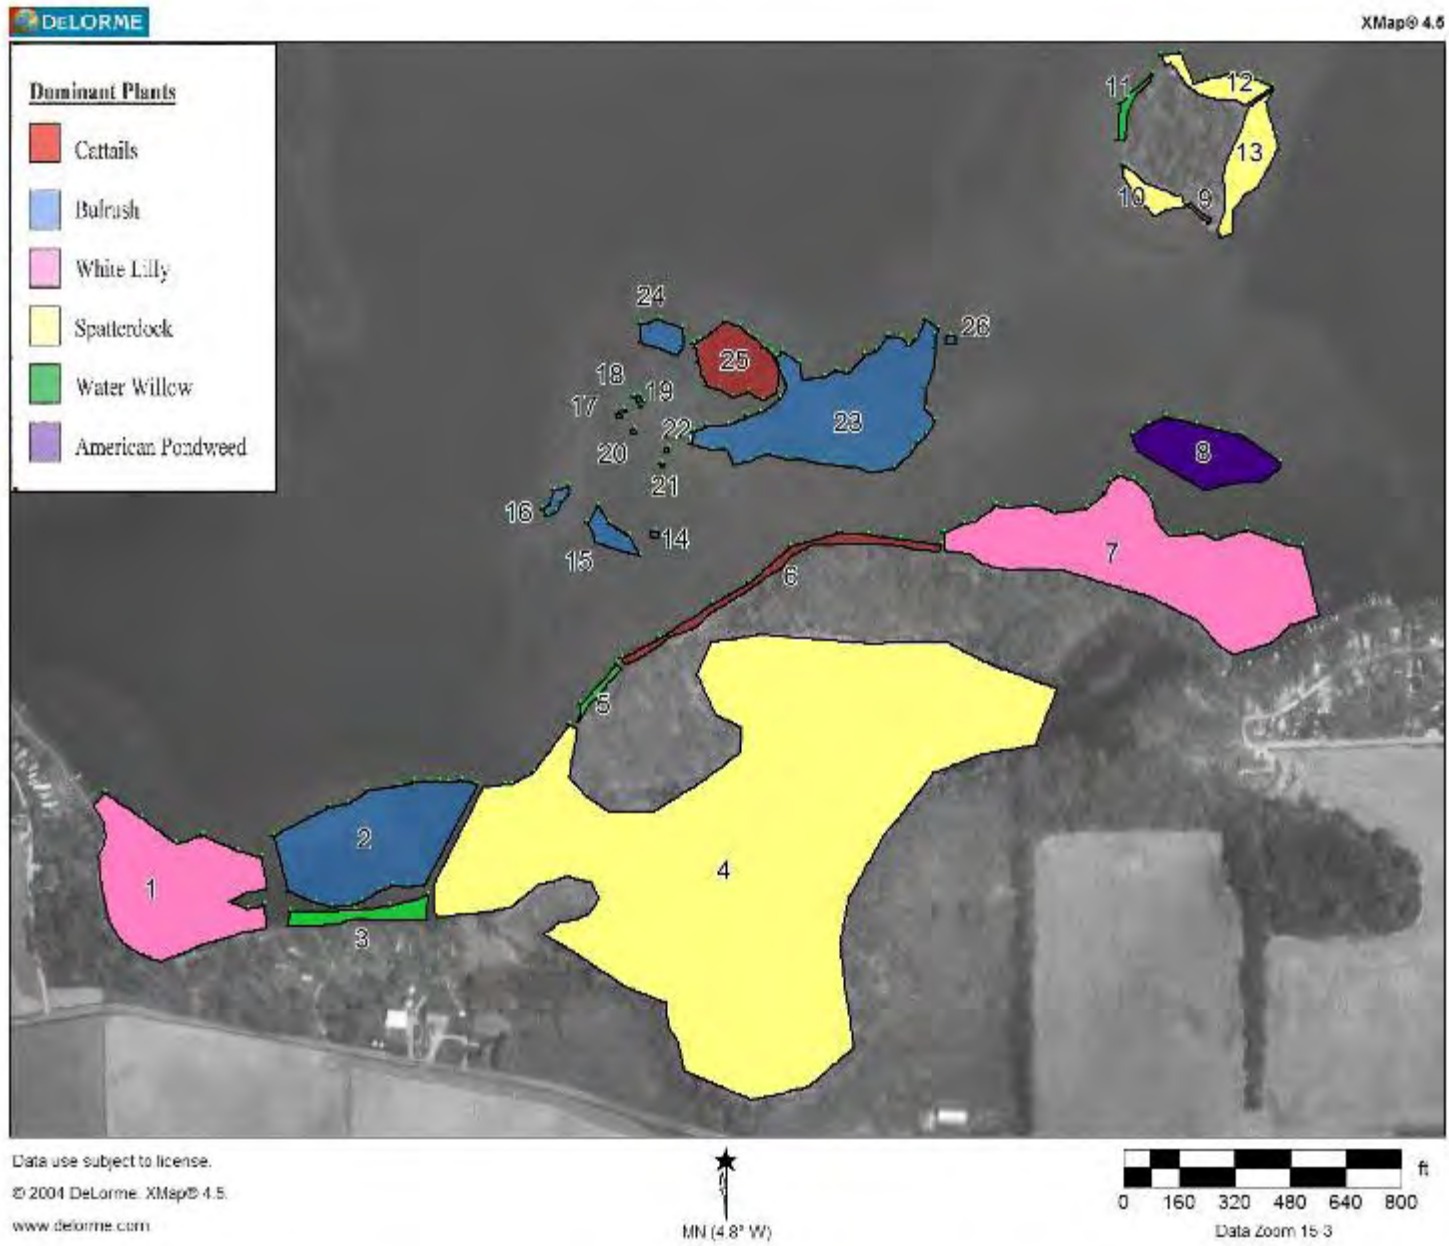 DELORME
XMap® 4.5
Dominant Plants
Cattails
Bulrush
White Lilly
Spatterdock
Water Willow
American Pondweed
11
12
13
10
9
24
25
26
18
19
17
22
23
20
21
8
16
14
15
7
6
5
2
4
1
3
Data use subject to license.
© 2004 DeLorme. XMap® 4.5.
www.delorme.com
MN (4.8° W)
ft
0 160 320 480 640 800
Data Zoom 15-3